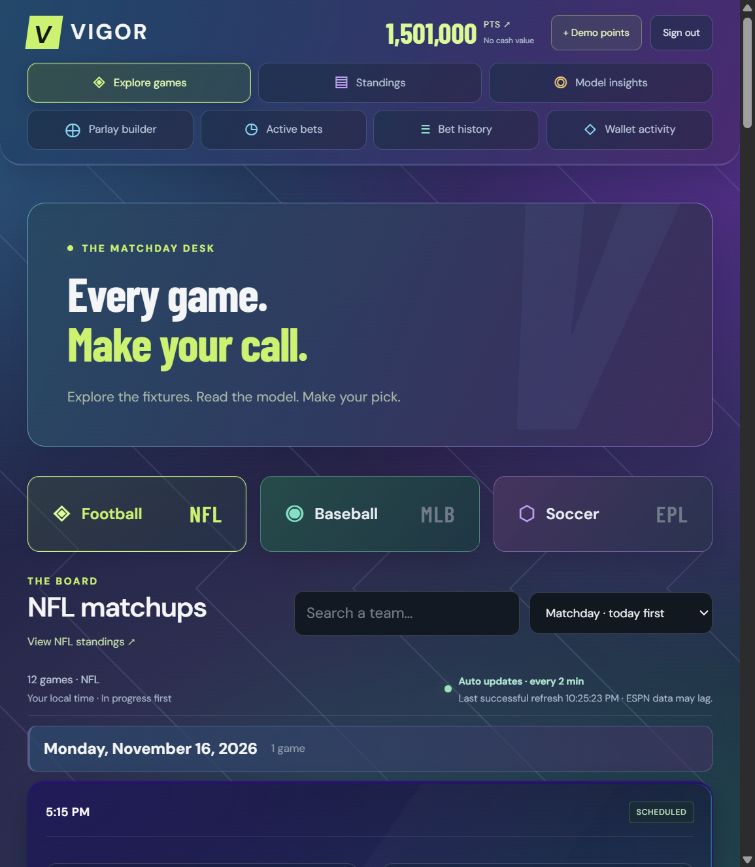 V VIGOR
1,501,000 PTS ↗
No cash value
+ Demo points
Sign out
Explore games
Standings
Model insights
Parlay builder
Active bets
Bet history
Wallet activity
THE MATCHDAY DESK
Every game.
Make your call.
Explore the fixtures. Read the model. Make your pick.
Football NFL
Baseball MLB
Soccer EPL
THE BOARD
NFL matchups
Search a team...
Matchday · today first
View NFL standings ↗
12 games · NFL
Your local time · In progress first
Auto updates · every 2 min
Last successful refresh 10:25:23 PM · ESPN data may lag.
Monday, November 16, 2026 1 game
5:15 PM
SCHEDULED